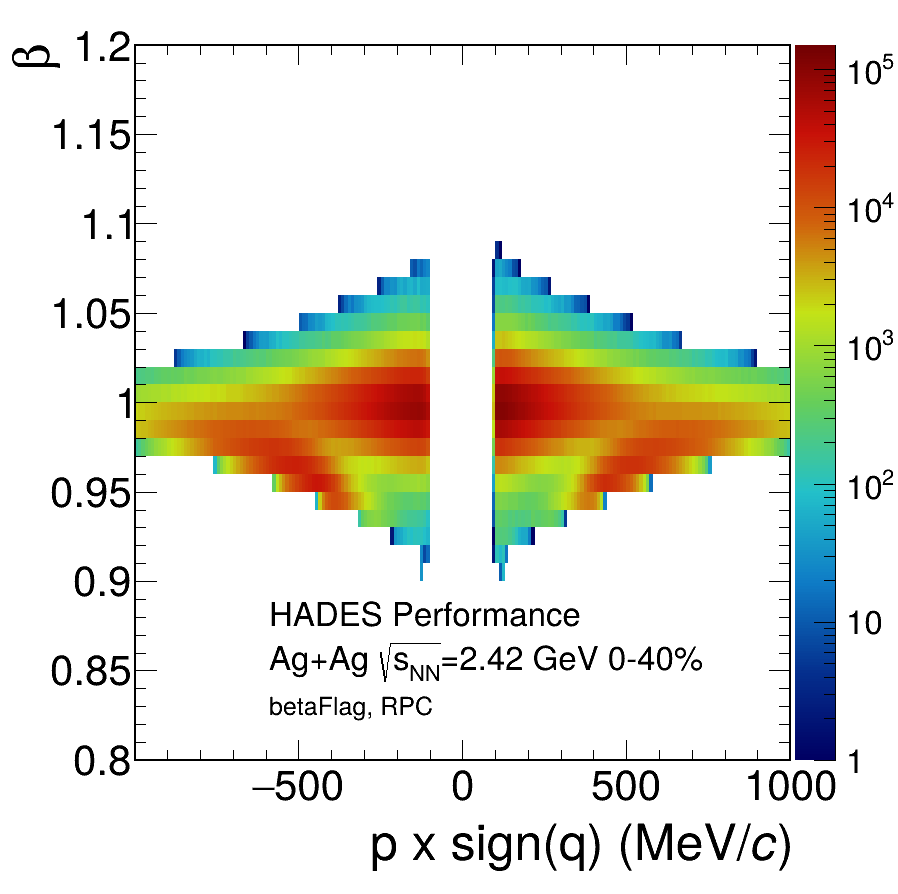 β
1.2
1.15
1.1
1.05
1
0.95
0.9
0.85
0.8
HADES Performance
Ag+Ag √s_NN=2.42 GeV 0-40%
betaFlag, RPC
−500 0 500 1000
p x sign(q) (MeV/c)
10⁵
10⁴
10³
10²
10
1